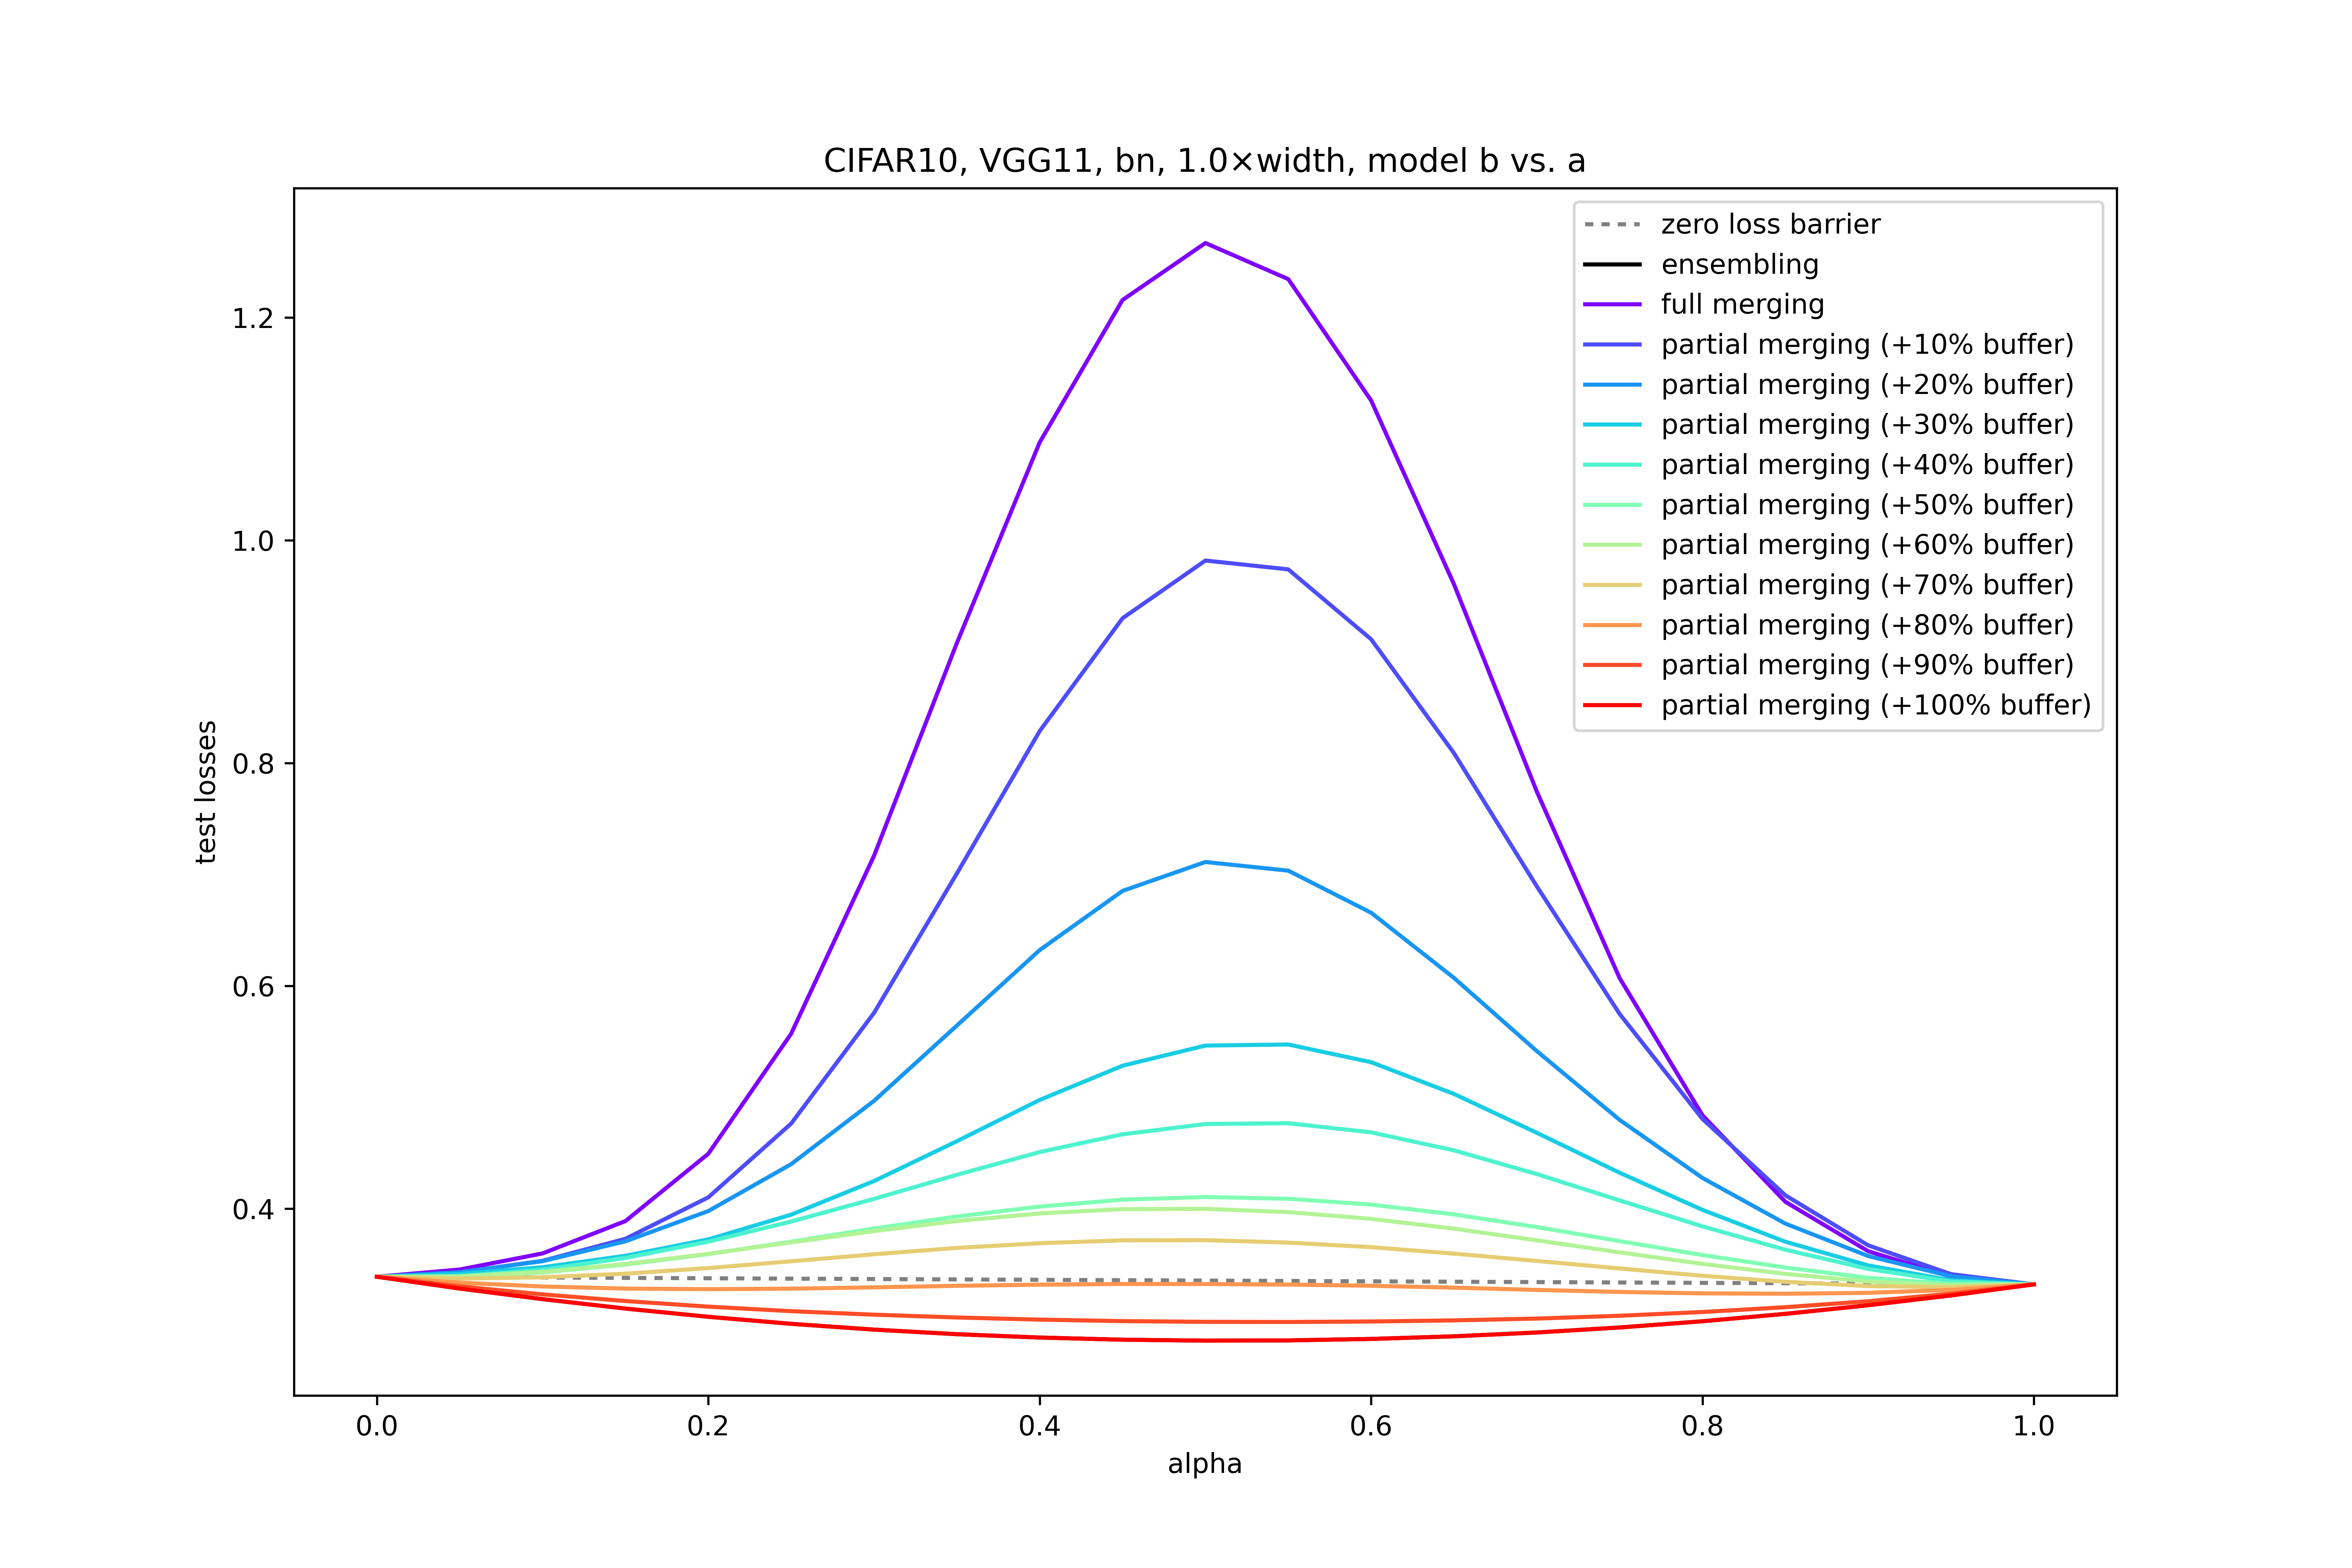 CIFAR10, VGG11, bn, 1.0×width, model b vs. a
zero loss barrier
ensembling
full merging
partial merging (+10% buffer)
partial merging (+20% buffer)
partial merging (+30% buffer)
partial merging (+40% buffer)
partial merging (+50% buffer)
partial merging (+60% buffer)
partial merging (+70% buffer)
partial merging (+80% buffer)
partial merging (+90% buffer)
partial merging (+100% buffer)
test losses
1.2
1.0
0.8
0.6
0.4
0.0 0.2 0.4 0.6 0.8 1.0
alpha